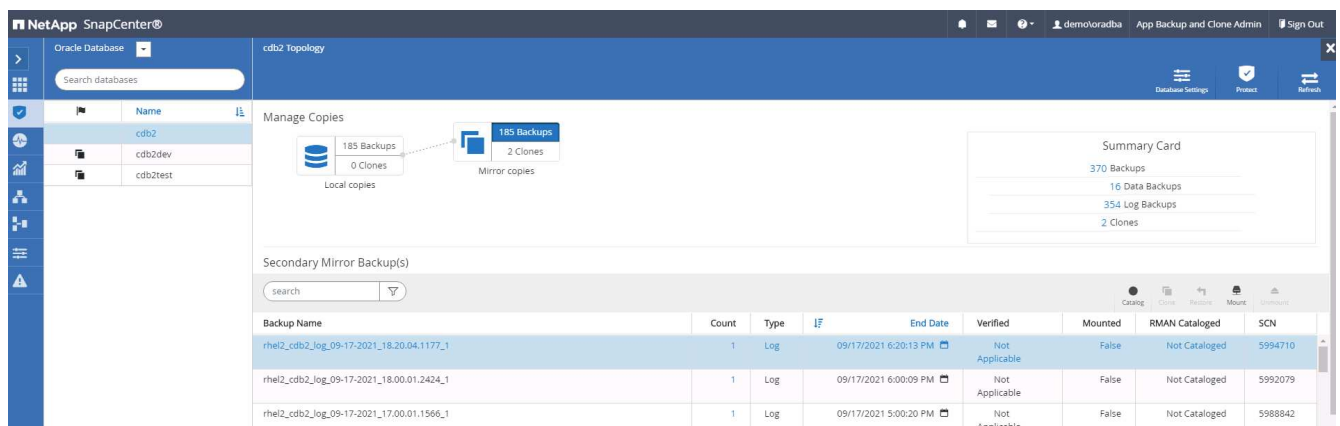 NetApp SnapCenter®
demo\oradba App Backup and Clone Admin Sign Out
Oracle Database
Search databases
Name
cdb2
cdb2dev
cdb2test
cdb2 Topology
Database Settings Protect Refresh
Manage Copies
185 Backups
0 Clones
Local copies
185 Backups
2 Clones
Mirror copies
Summary Card
370 Backups
16 Data Backups
354 Log Backups
2 Clones
Secondary Mirror Backup(s)
search
Catalog Clone Restore Mount Unmount
Backup Name Count Type End Date Verified Mounted RMAN Cataloged SCN
rhel2_cdb2_log_09-17-2021_18.20.04.1177_1 1 Log 09/17/2021 6:20:13 PM Not Applicable False Not Cataloged 5994710
rhel2_cdb2_log_09-17-2021_18.00.01.2424_1 1 Log 09/17/2021 6:00:09 PM Not Applicable False Not Cataloged 5992079
rhel2_cdb2_log_09-17-2021_17.00.01.1566_1 1 Log 09/17/2021 5:00:20 PM Not Applicable False Not Cataloged 5988842